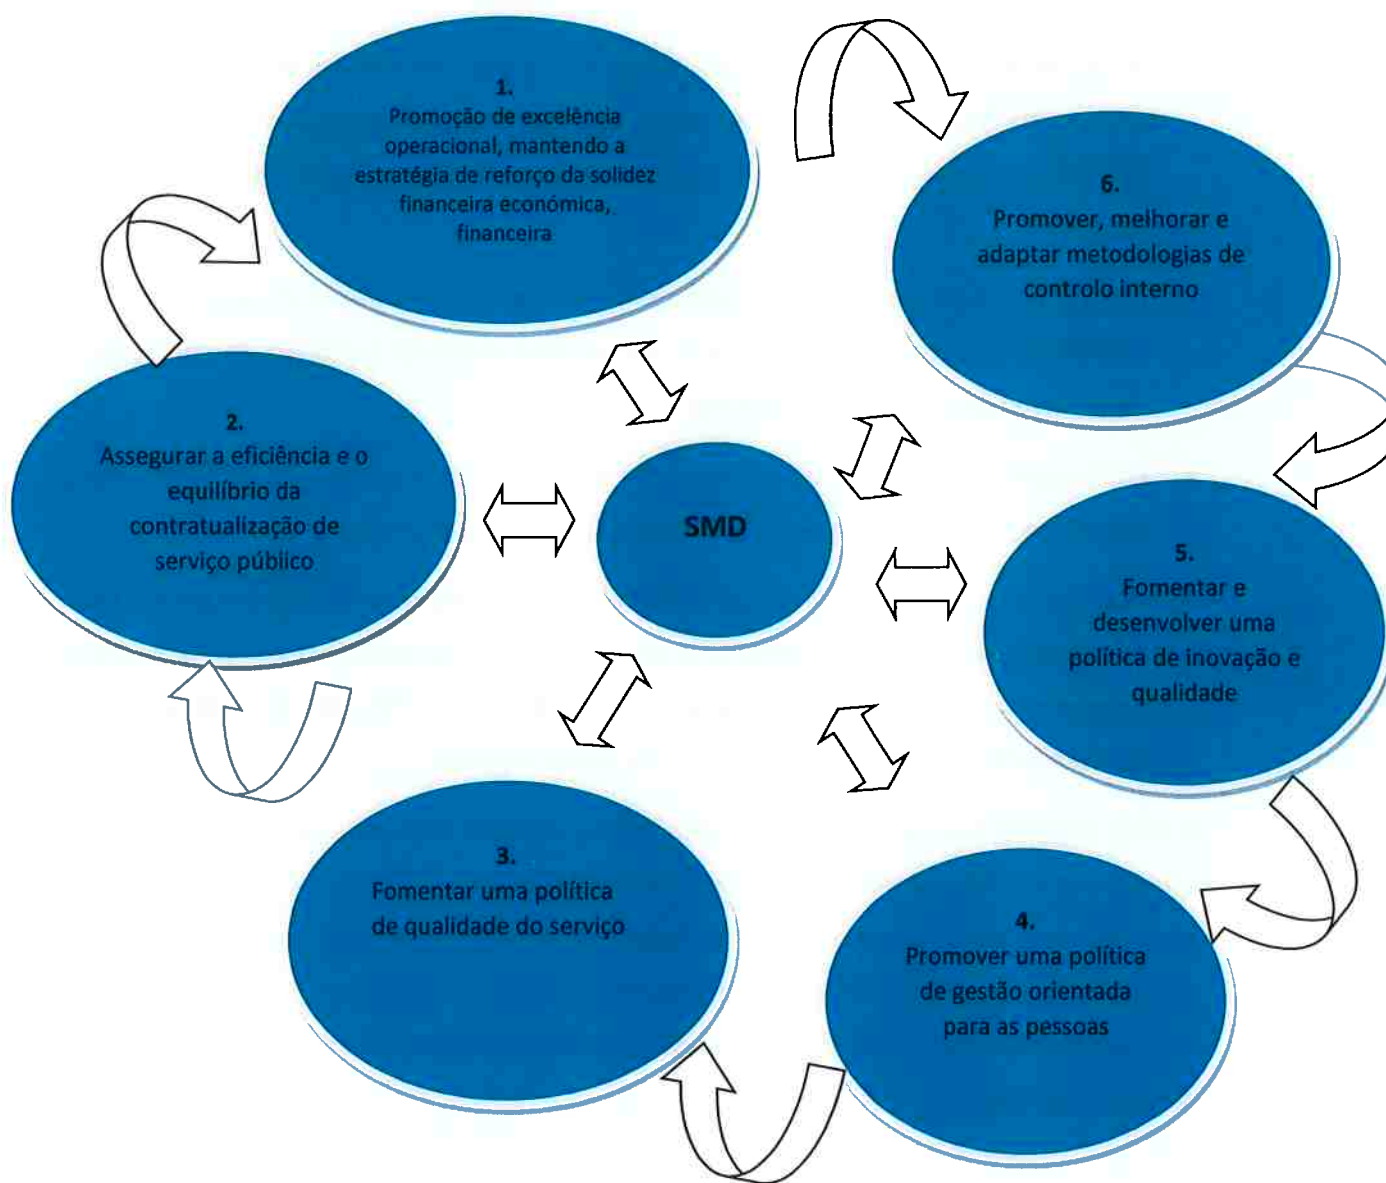 1.
Promoção de excelência
operacional, mantendo a
estratégia de reforço da solidez
financeira económica,
financeira
6.
Promover, melhorar e
adaptar metodologias de
controlo interno
2.
Assegurar a eficiência e o
equilíbrio da
contratualização de
serviço público
SMD
5.
Fomentar e
desenvolver uma
política de inovação e
qualidade
3.
Fomentar uma política
de qualidade do serviço
4.
Promover uma política
de gestão orientada
para as pessoas